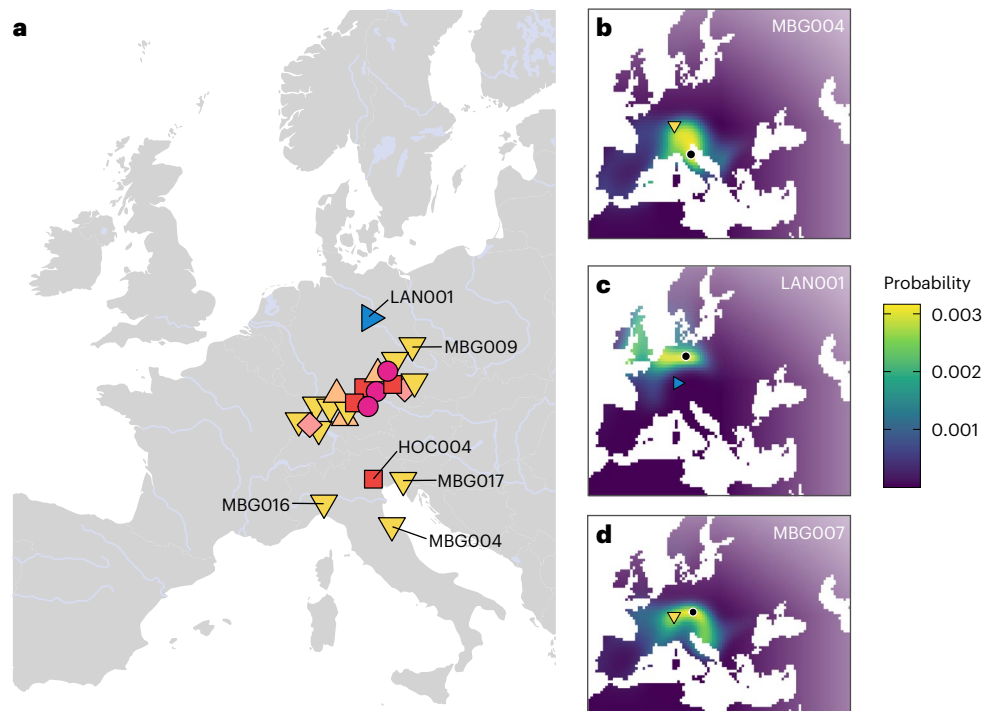 a
LAN001
MBG009
HOC004
MBG017
MBG016
MBG004
b
MBG004
c
LAN001
d
MBG007
Probability
0.003
0.002
0.001